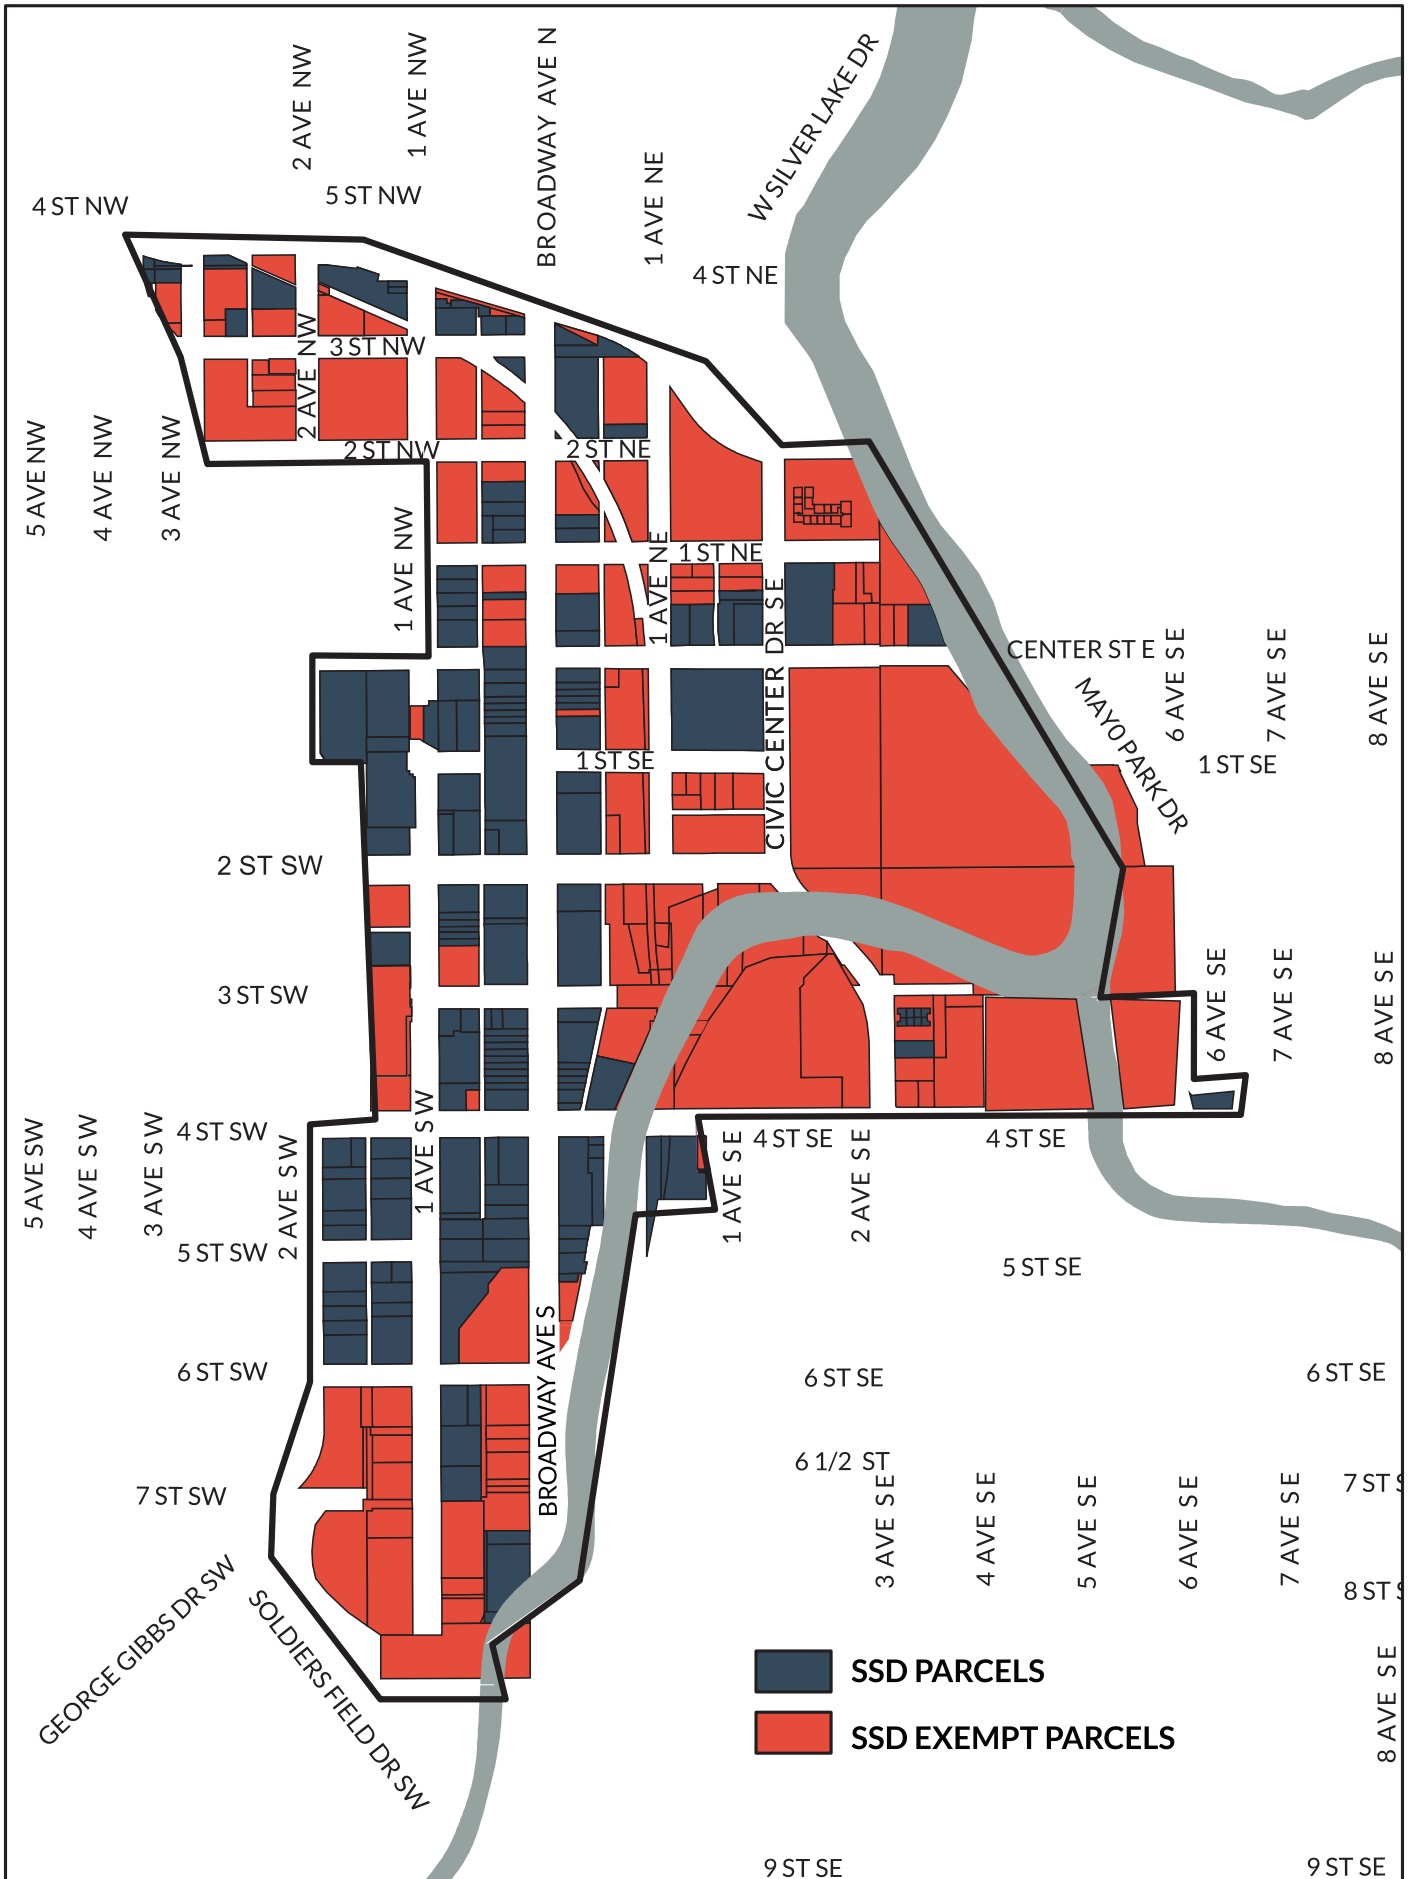 2 AVE NW
1 AVE NW
BROADWAY AVE N
1 AVE NE
W SILVER LAKE DR
4 ST NW
5 ST NW
4 ST NE
3 ST NW
2 AVE NW
2 ST NW
2 ST NE
5 AVE NW
4 AVE NW
3 AVE NW
1 AVE NW
1 AVE NE
1 ST NE
CIVIC CENTER DR SE
CENTER ST E
6 AVE SE
7 AVE SE
8 AVE SE
MAYO PARK DR
1 ST SE
1 ST SE
2 ST SW
3 ST SW
6 AVE SE
7 AVE SE
8 AVE SE
5 AVE SW
4 AVE SW
3 AVE SW
4 ST SW
2 AVE SW
1 AVE SW
1 AVE SE
4 ST SE
2 AVE SE
4 ST SE
5 ST SW
5 ST SE
6 ST SW
BROADWAY AVE S
6 ST SE
6 ST SE
6 1/2 ST
7 ST SW
3 AVE SE
4 AVE SE
5 AVE SE
6 AVE SE
7 AVE SE
7 ST S
8 ST S
GEORGE GIBBS DR SW
SOLDIERS FIELD DR SW
8 AVE SE
SSD PARCELS
SSD EXEMPT PARCELS
9 ST SE
9 ST SE